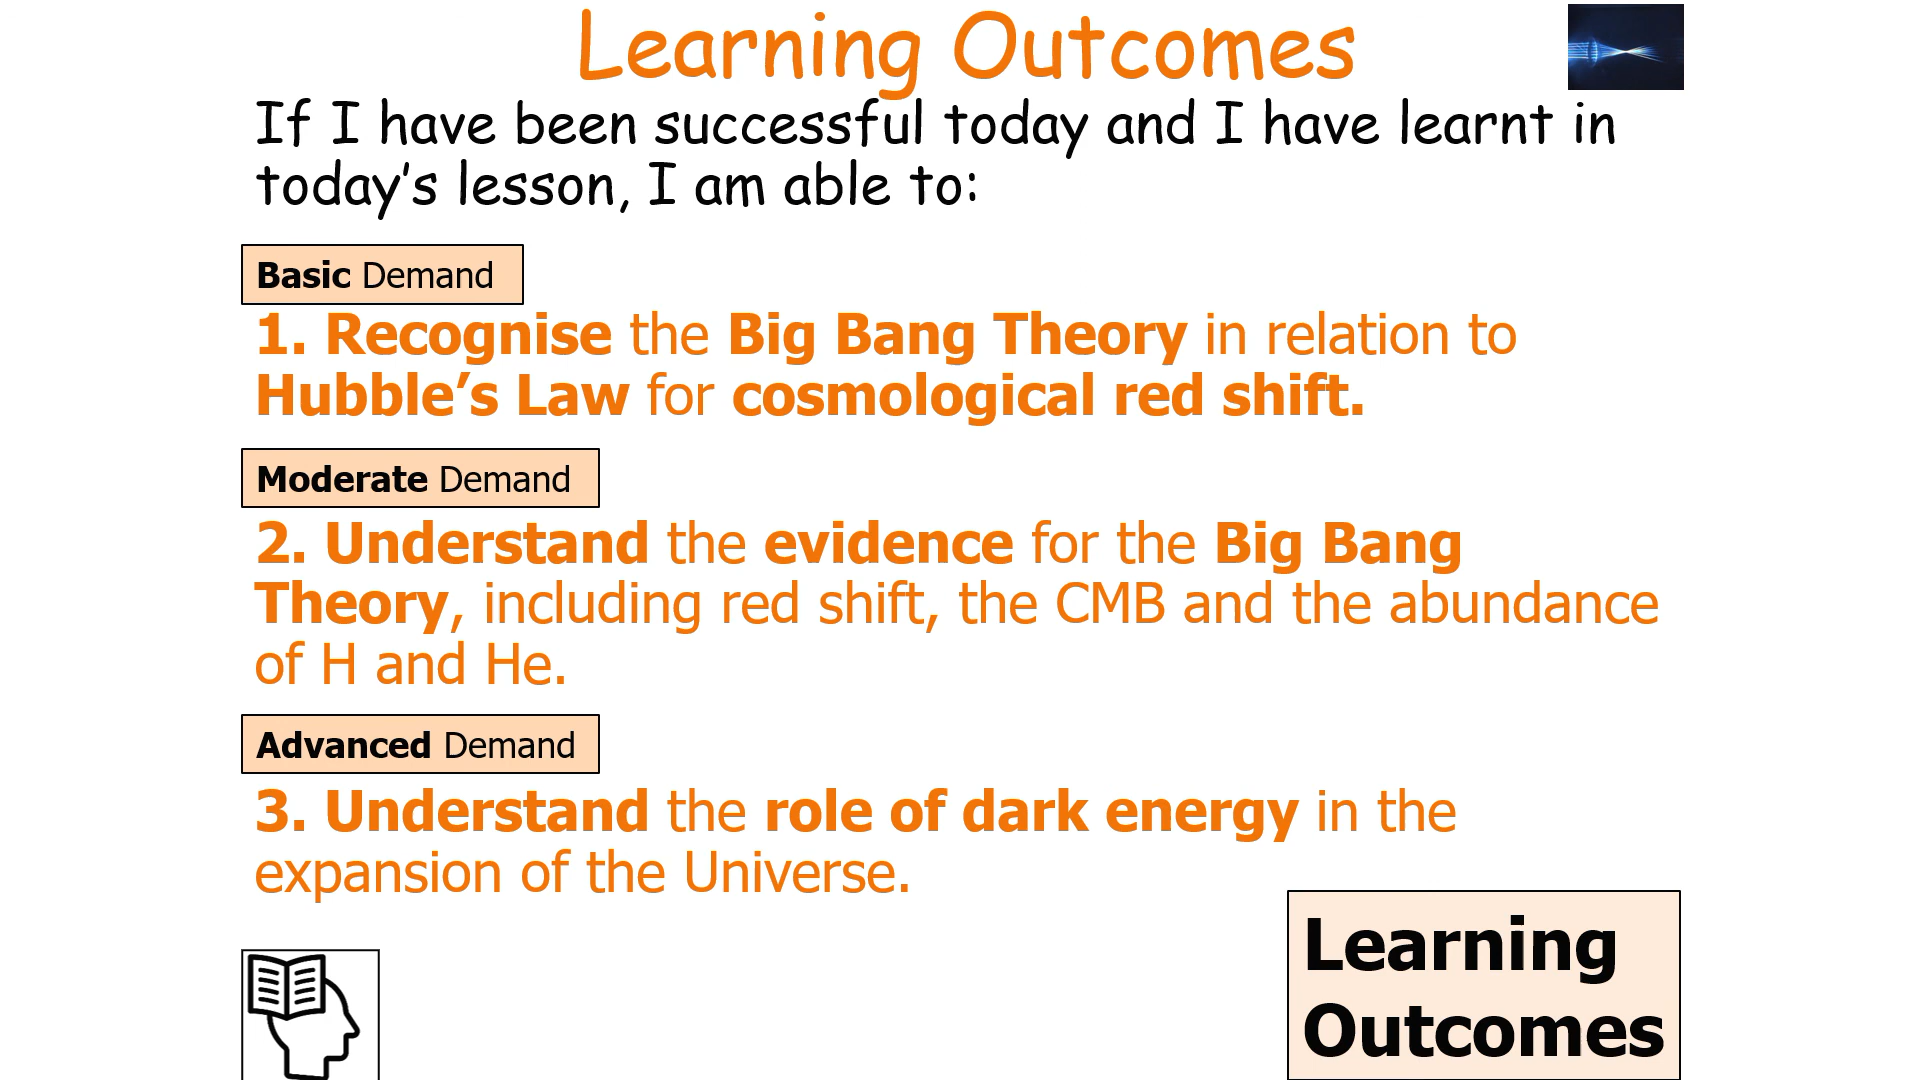 Learning Outcomes
If I have been successful today and I have learnt in
today’s lesson, I am able to:
Basic Demand
1. Recognise the Big Bang Theory in relation to
Hubble’s Law for cosmological red shift.
Moderate Demand
2. Understand the evidence for the Big Bang
Theory, including red shift, the CMB and the abundance
of H and He.
Advanced Demand
3. Understand the role of dark energy in the
expansion of the Universe.
Learning
Outcomes